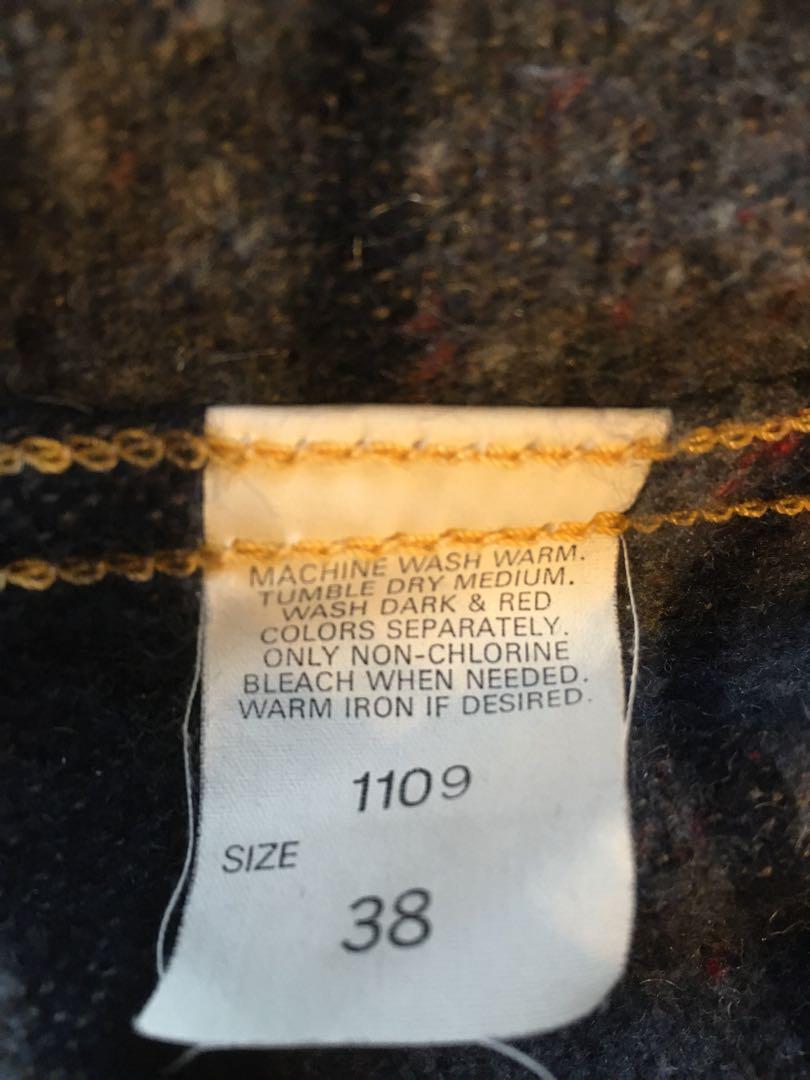 MACHINE WASH WARM.
TUMBLE DRY MEDIUM.
WASH DARK & RED
COLORS SEPARATELY.
ONLY NON-CHLORINE
BLEACH WHEN NEEDED.
WARM IRON IF DESIRED.
1109
SIZE
38